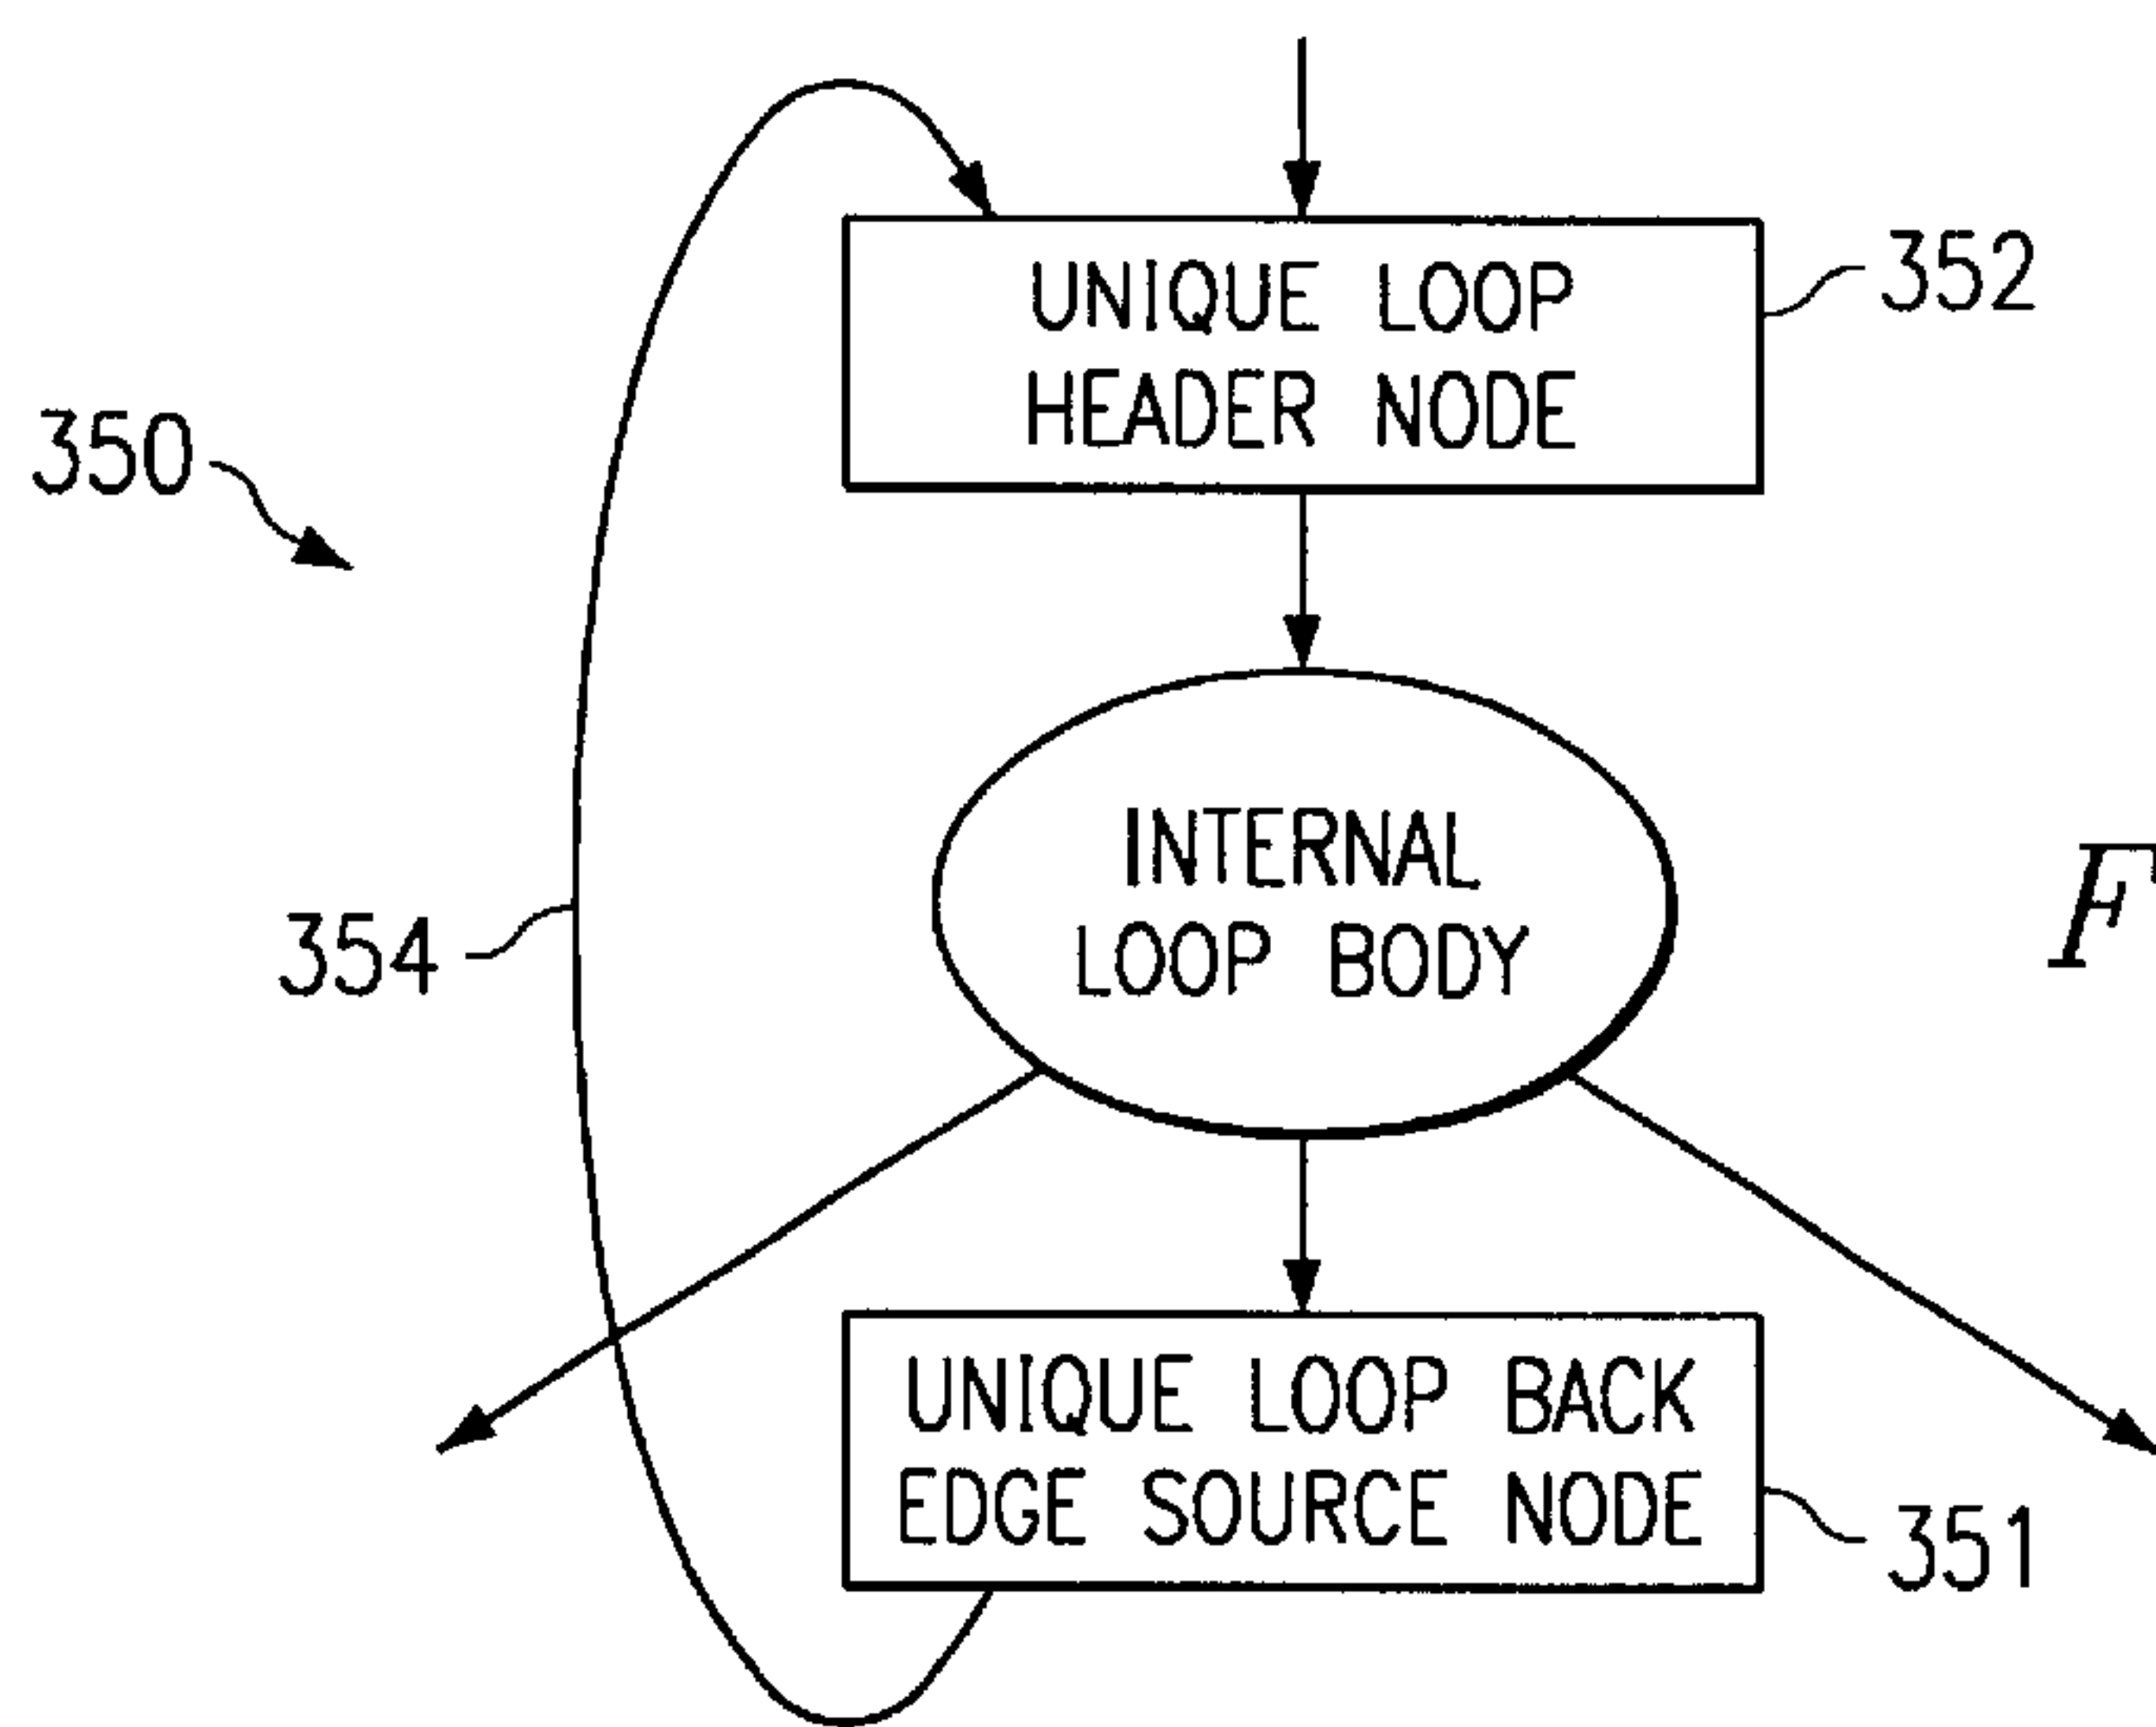 UNIQUE LOOP
HEADER NODE
352
350
INTERNAL
LOOP BODY
F
354
UNIQUE LOOP BACK
EDGE SOURCE NODE
351